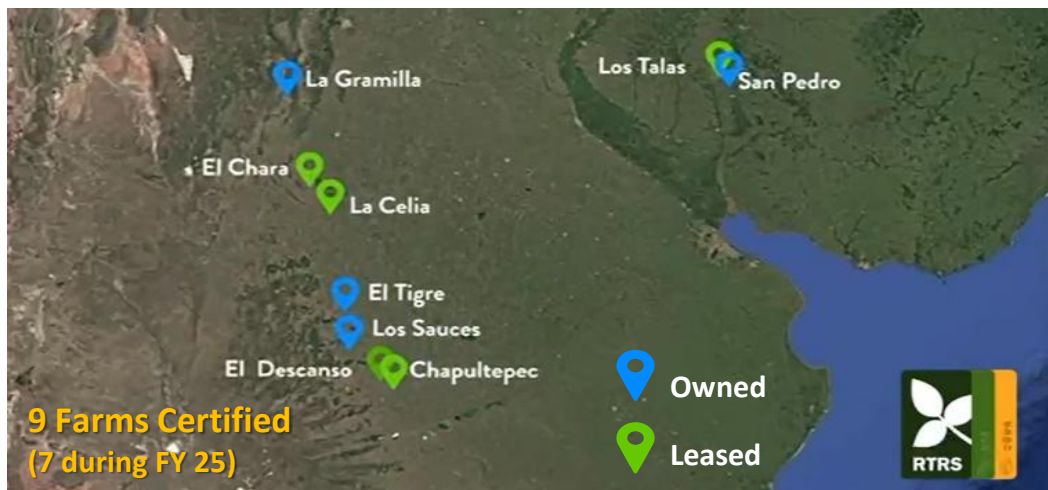 La Gramilla
Los Talas
San Pedro
El Chara
La Celia
El Tigre
Los Sauces
El Descanso
Chapultepec
Owned
Leased
9 Farms Certified
(7 during FY 25)
RTRS